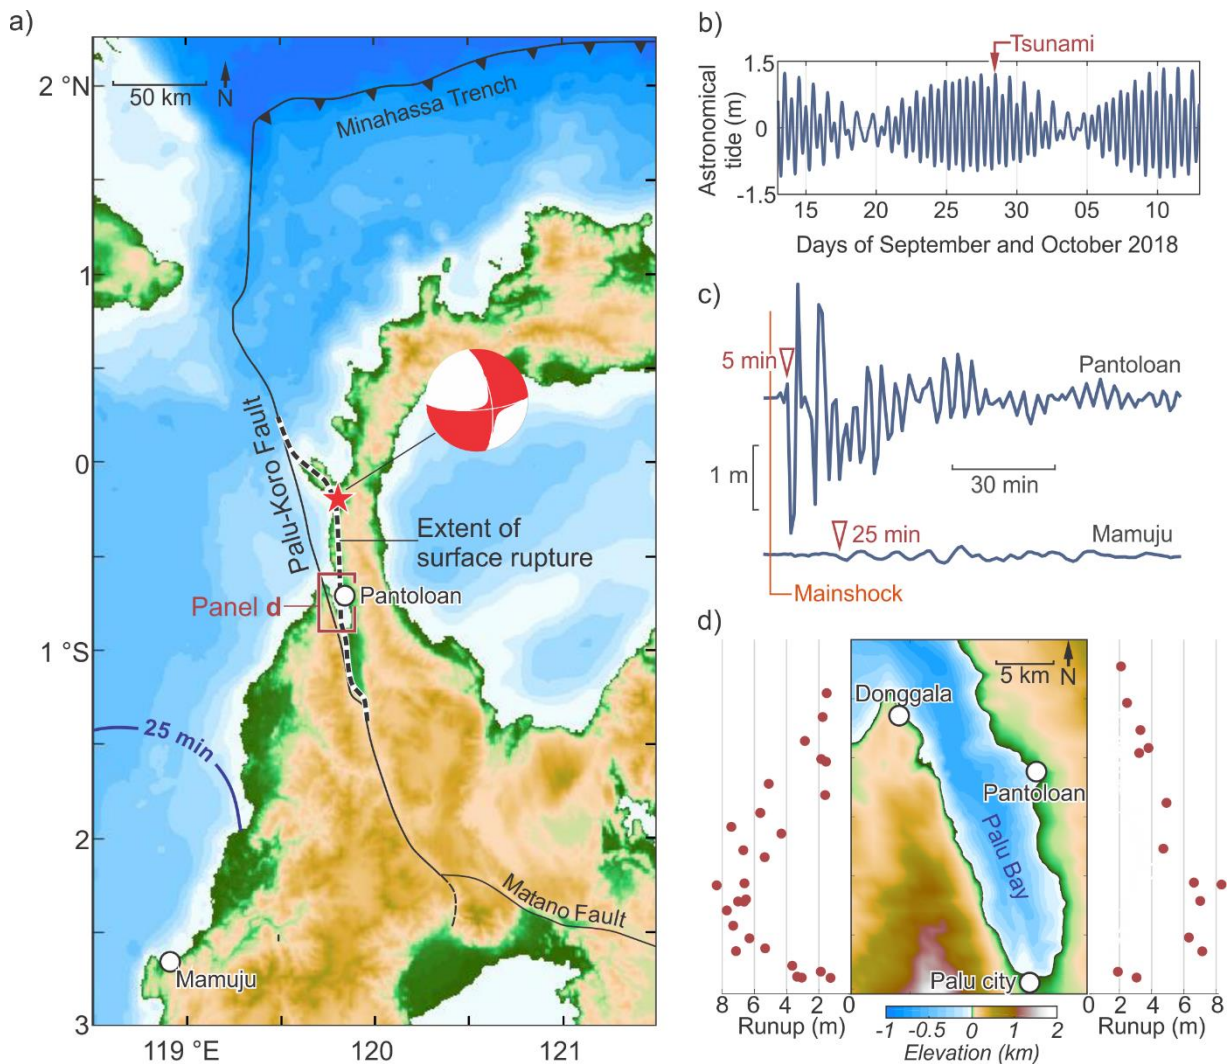 a)
2 °N
1
0
1 °S
2
3
119 °E
120
121
50 km
N
Minahassa Trench
Palu-Koro Fault
Extent of
surface rupture
Panel d
Pantoloan
25 min
Matano Fault
Mamuju
b)
Tsunami
Astronomical
tide (m)
1.5
0
-1.5
15
20
25
30
05
10
Days of September and October 2018
c)
5 min
Pantoloan
1 m
30 min
25 min
Mamuju
Mainshock
d)
5 km
N
Donggala
Pantoloan
Palu Bay
Palu city
8
6
4
2
0
Runup (m)
-1
-0.5
0
1
2
Elevation (km)
0
2
4
6
8
Runup (m)